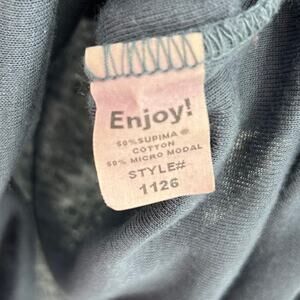 Enjoy!
50% SUPIMA®
COTTON
50% MICRO MODAL
STYLE#
1126